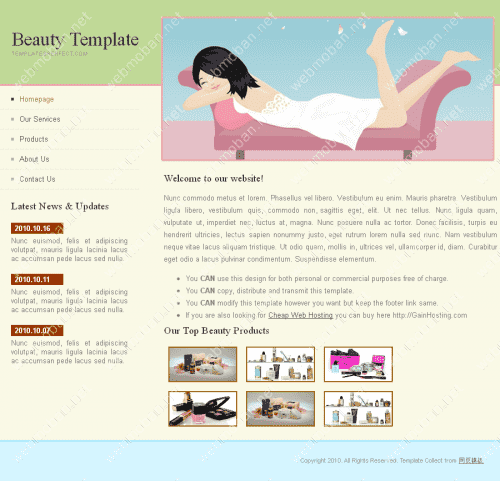 Beauty Template
Homepage
Our Services
Products
About Us
Contact Us
Latest News & Updates
2010.10.16
Nunc euismod, felis et adipiscing
volutpat, mauris ligula lacinia lacus
ac accumsan pede lacus sed nulla.
2010.10.11
Nunc euismod, felis et adipiscing
volutpat, mauris ligula lacinia lacus
ac accumsan pede lacus sed nulla.
2010.10.07
Nunc euismod, felis et adipiscing
volutpat, mauris ligula lacinia lacus
ac accumsan pede lacus sed nulla.
Welcome to our website!
Nunc commodo metus et lorem. Phasellus vel libero. Vestibulum eu enim. Mauris pharetra. Vestibulum
ligula libero, vestibulum quis, commodo non, sagittis eget, elit. Ut nec tellus. Nunc ligula quam,
vulputate ut, imperdiet nec, luctus at, magna. Nunc posuere nulla ac tortor. Donec facilisis, turpis eu
hendrerit ultricies, lectus sapien nonummy justo, eget rutrum lorem nulla sed nunc. Nam vestibulum
neque vitae lacus aliquam tristique. Ut odio quam, mollis in, ultrices vel, ullamcorper id, diam. Curabitur
eget odio a lacus pulvinar condimentum. Suspendisse elementum.
You CAN use this design for both personal or commercial purposes free of charge.
You CAN copy, distribute and transmit this template.
You CAN modify this template however you want but keep the footer link same.
If you are also looking for Cheap Web Hosting you can buy here http://GainHosting.com
Our Top Beauty Products
Copyright 2010. All Rights Reserved. Template Collect from 网页模板
webmoban.net